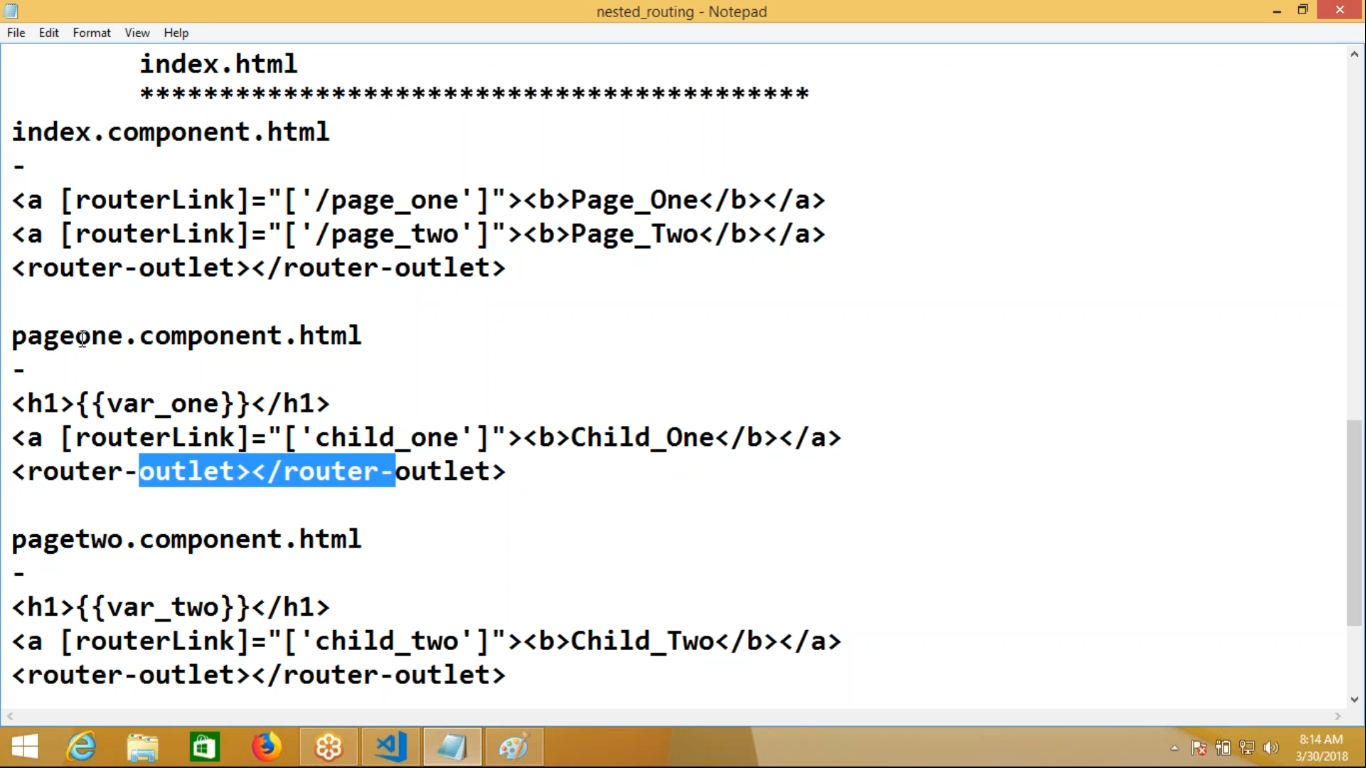 nested_routing - Notepad
File Edit Format View Help
index.html
******************************************
index.component.html
-
<a [routerLink]="['/page_one']"><b>Page_One</b></a>
<a [routerLink]="['/page_two']"><b>Page_Two</b></a>
<router-outlet></router-outlet>
pageone.component.html
-
<h1>{{var_one}}</h1>
<a [routerLink]="['child_one']"><b>Child_One</b></a>
<router-outlet></router-outlet>
pagetwo.component.html
-
<h1>{{var_two}}</h1>
<a [routerLink]="['child_two']"><b>Child_Two</b></a>
<router-outlet></router-outlet>
8:14 AM
3/30/2018